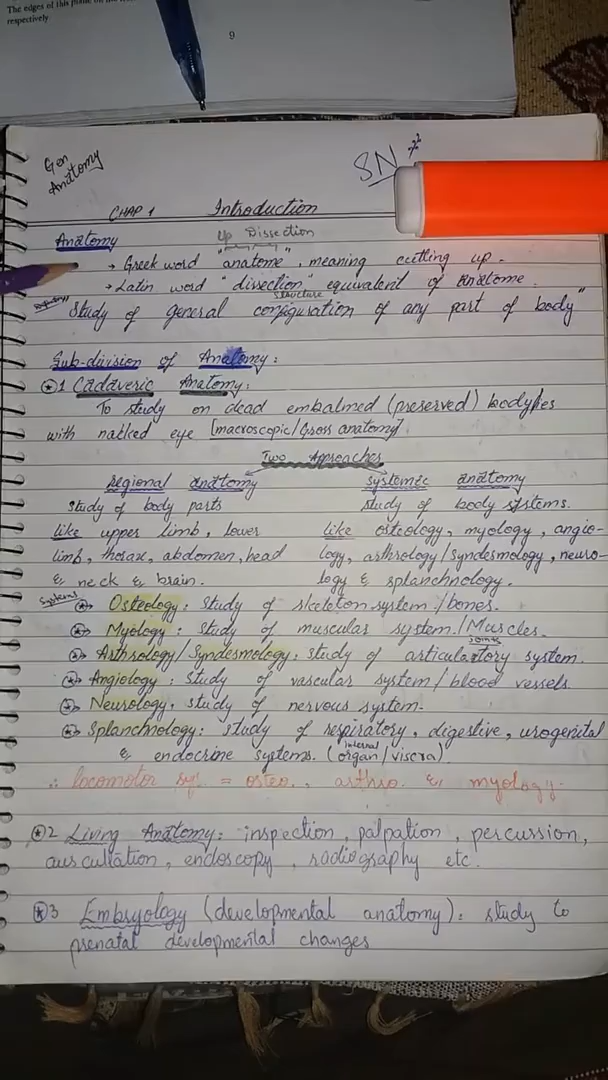 The edges of this plane
respectively.
9
Gen
Anatomy
SN
CHAP 1 Introduction
Anatomy
up Dissection
→ Greek word "anatome", meaning cutting up.
→ Latin word "dissection" equivalent of anatome.
structure
"Study of general configuration of any part of body"
Sub-division of Anatomy:
1 Cadaveric Anatomy:
To study on dead embalmed (preserved) bodies
with natked eye [macroscopic/Gross anatomy]
Two Approaches
Regional anatomy
Study of body parts
like upper limb, lower
limb, thorax, abdomen, head
& neck & brain.
Systemic anatomy
study of body systems.
like osteology, myology, angio-
logy, arthrology/syndesmology, neuro-
logy & splanchnology.
Systems
Osteology: Study of skeleton system/bones.
Myology: Study of muscular system/Muscles.
joints
Arthrology/Syndesmology: Study of articulatory system.
Angiology: Study of vascular system/blood vessels.
Neurology: study of nervous system.
Splanchnology: study of respiratory, digestive, urogenital
& endocrine systems. (internal organ/viscra)
∴ locomotor sys. = osteo., arthro. & myology.
2 Living Anatomy: inspection, palpation, percussion,
auscultation, endoscopy, radiography etc.
3 Embryology (developmental anatomy): study to
prenatal developmental changes